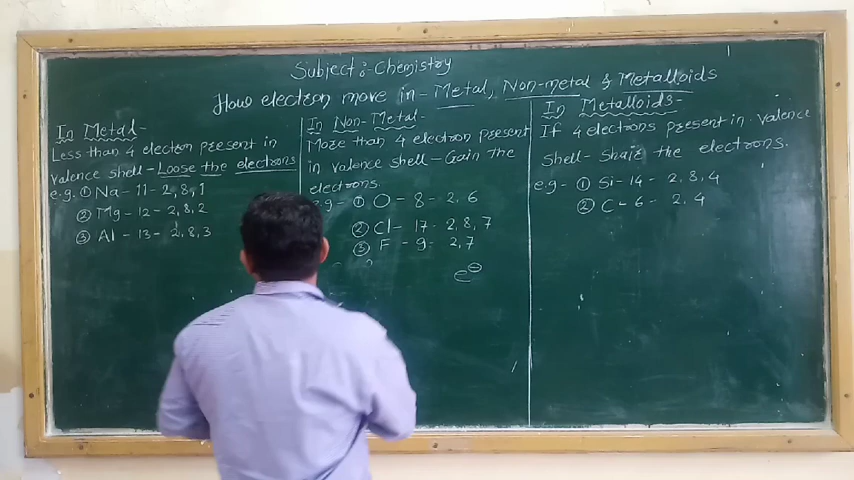 Subject :- Chemistry
How electron move in - Metal, Non-metal & Metalloids
In Metal -
Less than 4 electron present in
valence shell - Loose the electrons
e.g. ① Na - 11 - 2, 8, 1
② Mg - 12 - 2, 8, 2
③ Al - 13 - 2, 8, 3
In Non-Metal -
More than 4 electron present
in valence shell - Gain the
electrons.
e.g - ① O - 8 - 2, 6
② Cl - 17 - 2, 8, 7
③ F - 9 - 2, 7
e⊖
In Metalloids -
If 4 electrons present in valence
shell - Share the electrons.
e.g - ① Si - 14 - 2, 8, 4
② C - 6 - 2, 4